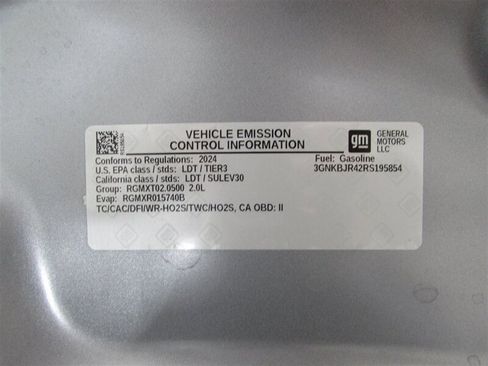 VEHICLE EMISSION
CONTROL INFORMATION
gm
GENERAL
MOTORS
LLC
Conforms to Regulations: 2024
Fuel: Gasoline
U.S. EPA class / stds: LDT / TIER3
3GNKBJR42RS195854
California class / stds: LDT / SULEV30
Group: RGMXT02.0500 2.0L
Evap: RGMXR015740B
TC/CAC/DFI/WR-HO2S/TWC/HO2S, CA OBD: II